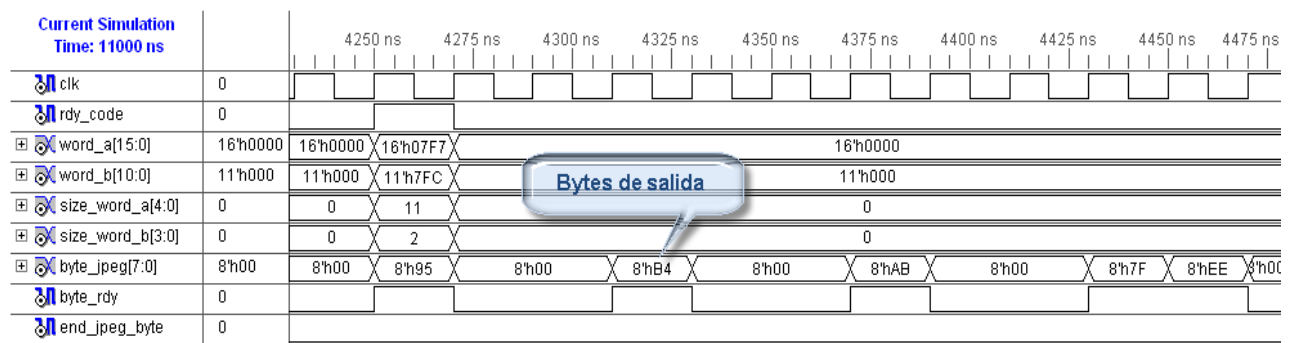 Current Simulation
Time: 11000 ns
4250 ns 4275 ns 4300 ns 4325 ns 4350 ns 4375 ns 4400 ns 4425 ns 4450 ns 4475 ns
clk 0
rdy_code 0
word_a[15:0] 16'h0000 16'h0000 16'h07F7 16'h0000
word_b[10:0] 11'h000 11'h000 11'h7FC 11'h000
Bytes de salida
size_word_a[4:0] 0 0 11 0
size_word_b[3:0] 0 0 2 0
byte_jpeg[7:0] 8'h00 8'h00 8'h95 8'h00 8'hB4 8'h00 8'hAB 8'h00 8'h7F 8'hEE 8'h00
byte_rdy 0
end_jpeg_byte 0